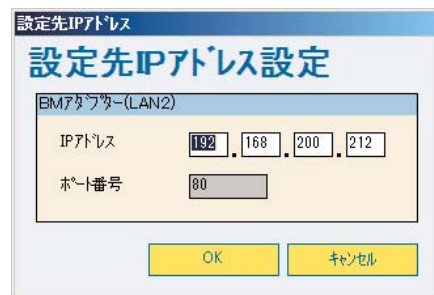 設定先IPｱﾄﾞﾚｽ
設定先IPｱﾄﾞﾚｽ設定
BMｱﾀﾞﾌﾟﾀｰ(LAN2)
IPｱﾄﾞﾚｽ 192 . 168 . 200 . 212
ﾎﾟｰﾄ番号 80
OK ｷｬﾝｾﾙ